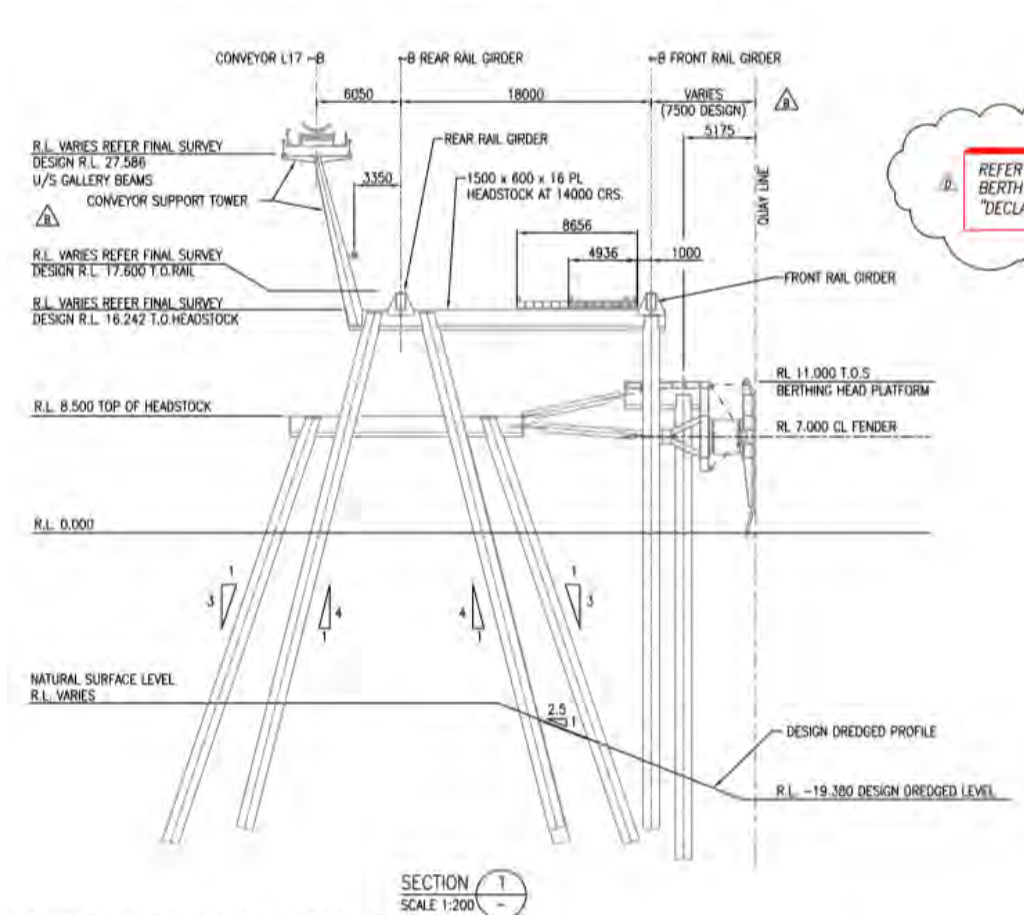 CONVEYOR L17
REAR RAIL GIRDER
FRONT RAIL GIRDER
6050
18000
VARIES
(7500 DESIGN)
B
5175
R.L. VARIES REFER FINAL SURVEY
DESIGN R.L. 27.586
U/S GALLERY BEAMS
B
CONVEYOR SUPPORT TOWER
3350
REAR RAIL GIRDER
1500 x 600 x 16 PL
HEADSTOCK AT 14000 CRS.
QUAY LINE
D
REFER
BERTH
"DECLA
8656
4936
1000
R.L. VARIES REFER FINAL SURVEY
DESIGN R.L. 17.600 T.O.RAIL
FRONT RAIL GIRDER
R.L. VARIES REFER FINAL SURVEY
DESIGN R.L. 16.242 T.O.HEADSTOCK
RL 11.000 T.O.S
BERTHING HEAD PLATFORM
R.L. 8.500 TOP OF HEADSTOCK
RL 7.000 CL FENDER
R.L. 0.000
1
3
4
1
4
1
1
3
NATURAL SURFACE LEVEL
R.L. VARIES
2.5
1
DESIGN DREDGED PROFILE
R.L. -19.380 DESIGN DREDGED LEVEL
SECTION 1
SCALE 1:200 -